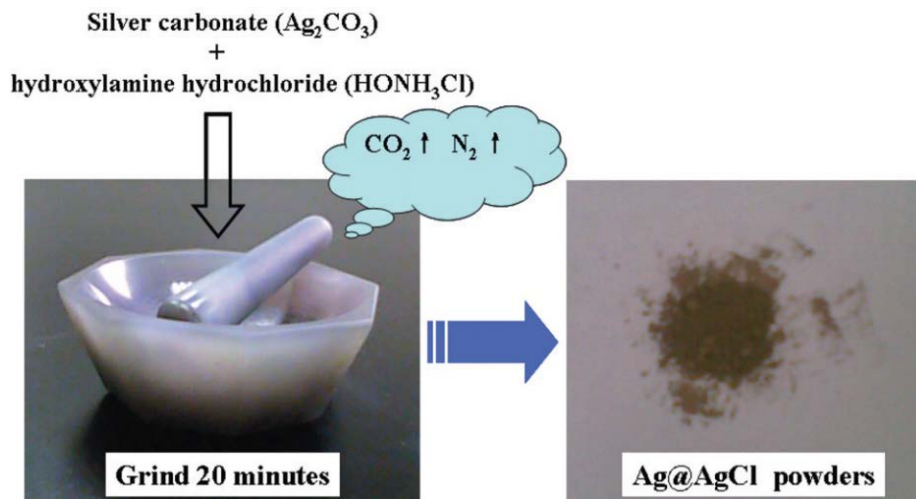 Silver carbonate (Ag₂CO₃)
+
hydroxylamine hydrochloride (HONH₃Cl)
CO₂ ↑ N₂ ↑
Grind 20 minutes
Ag@AgCl powders